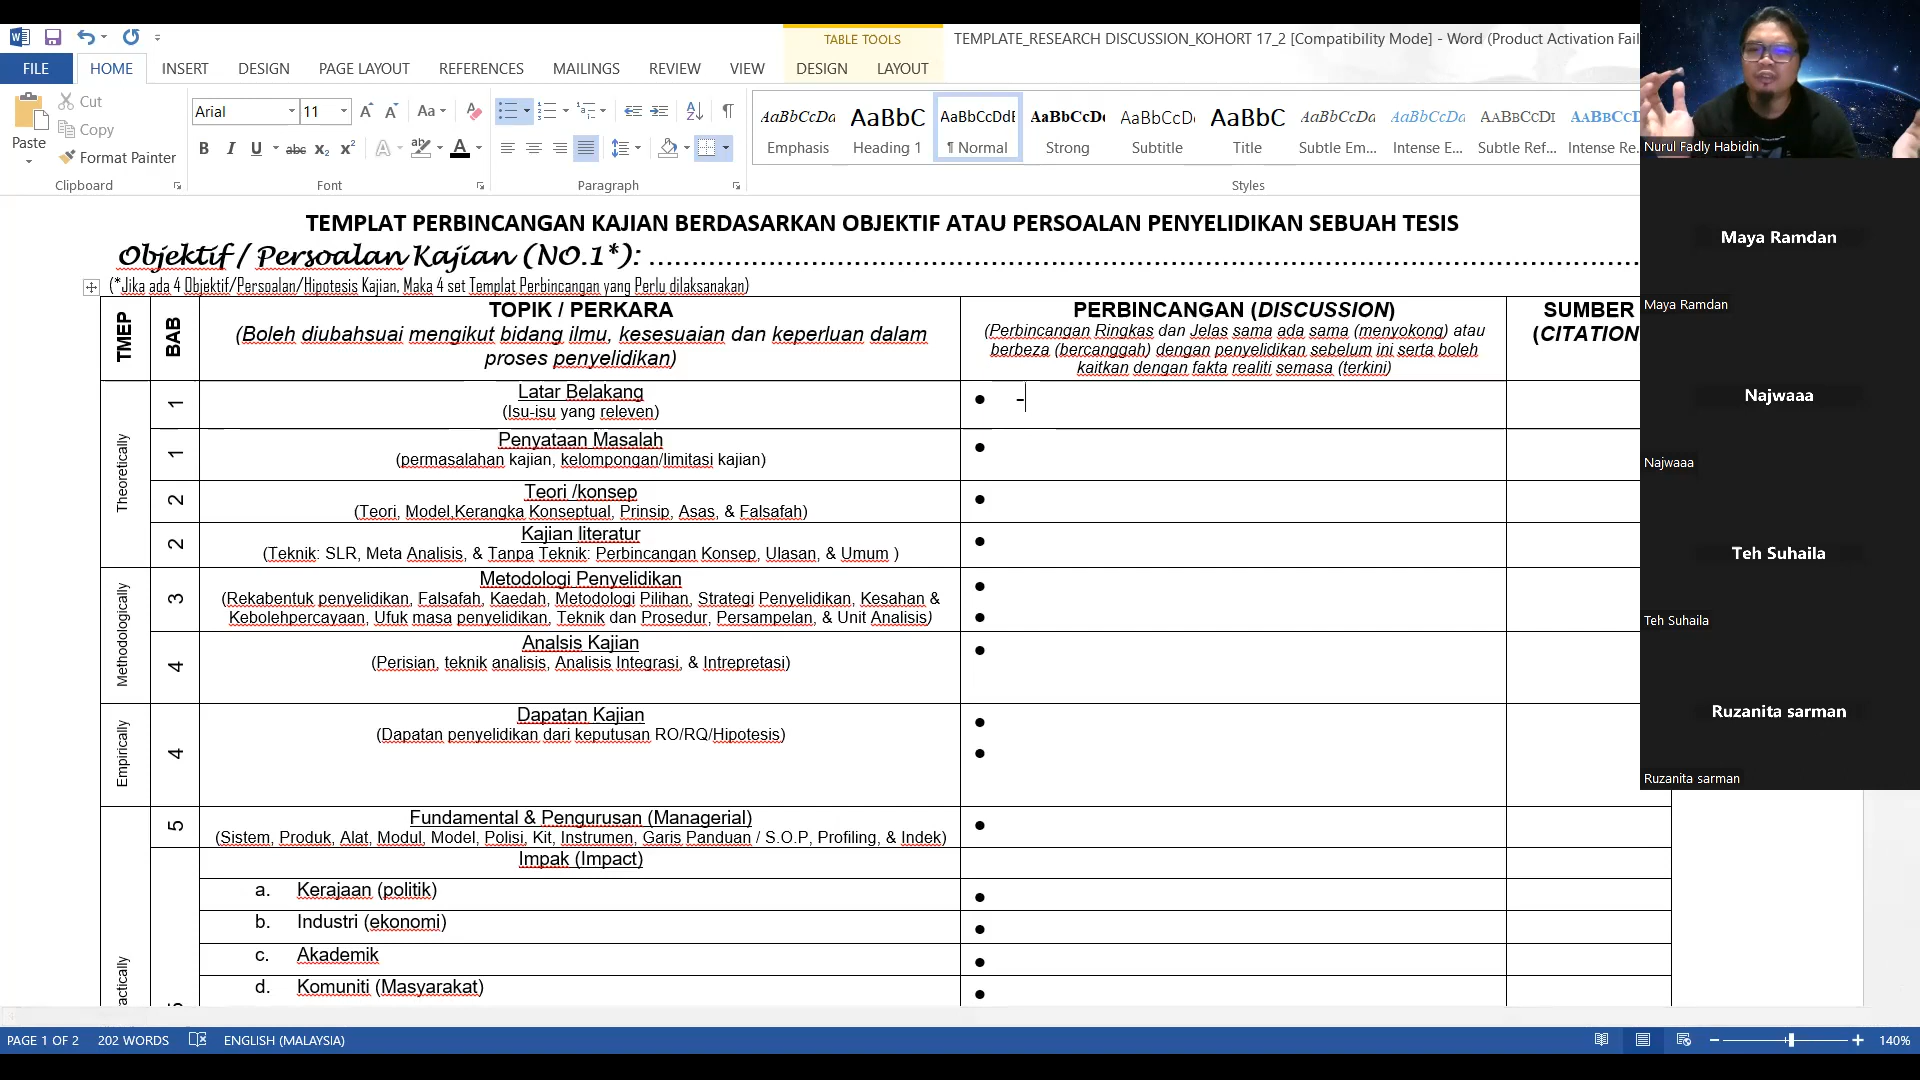 TABLE TOOLS
TEMPLATE_RESEARCH DISCUSSION_KOHORT 17_2 [Compatibility Mode] - Word (Product Activation Fail
FILE HOME INSERT DESIGN PAGE LAYOUT REFERENCES MAILINGS REVIEW VIEW DESIGN LAYOUT
Cut
Copy
Format Painter
Paste
Clipboard
Arial 11
Font
Paragraph
AaBbCcDa AaBbC AaBbCcDdE AaBbCcDc AaBbCcD AaBbC AaBbCcDa AaBbCcDa AABBCCDI AABBCCD
Emphasis Heading 1 ¶ Normal Strong Subtitle Title Subtle Em... Intense E... Subtle Ref... Intense Re.
Styles
TEMPLAT PERBINCANGAN KAJIAN BERDASARKAN OBJEKTIF ATAU PERSOALAN PENYELIDIKAN SEBUAH TESIS
Objektif / Persoalan Kajian (NO.1*): ........................................................
(*Jika ada 4 Objektif/Persoalan/Hipotesis Kajian, Maka 4 set Templat Perbincangan yang Perlu dilaksanakan)
TMEP
BAB
TOPIK / PERKARA
(Boleh diubahsuai mengikut bidang ilmu, kesesuaian dan keperluan dalam
proses penyelidikan)
PERBINCANGAN (DISCUSSION)
(Perbincangan Ringkas dan Jelas sama ada sama (menyokong) atau
berbeza (bercanggah) dengan penyelidikan sebelum ini serta boleh
kaitkan dengan fakta realiti semasa (terkini)
SUMBER
(CITATION
Theoretically
1
Latar Belakang
(Isu-isu yang releven)
• -
1
Penyataan Masalah
(permasalahan kajian, kelompongan/limitasi kajian)
•
2
Teori /konsep
(Teori, Model,Kerangka Konseptual, Prinsip, Asas, & Falsafah)
•
2
Kajian literatur
(Teknik: SLR, Meta Analisis, & Tanpa Teknik: Perbincangan Konsep, Ulasan, & Umum )
•
Methodologically
3
Metodologi Penyelidikan
(Rekabentuk penyelidikan, Falsafah, Kaedah, Metodologi Pilihan, Strategi Penyelidikan, Kesahan &
Kebolehpercayaan, Ufuk masa penyelidikan, Teknik dan Prosedur, Persampelan, & Unit Analisis)
•
•
4
Analsis Kajian
(Perisian, teknik analisis, Analisis Integrasi, & Intrepretasi)
•
Empirically
4
Dapatan Kajian
(Dapatan penyelidikan dari keputusan RO/RQ/Hipotesis)
•
•
5
Fundamental & Pengurusan (Managerial)
(Sistem, Produk, Alat, Modul, Model, Polisi, Kit, Instrumen, Garis Panduan / S.O.P, Profiling, & Indek)
•
Impak (Impact)
a. Kerajaan (politik)
•
b. Industri (ekonomi)
•
c. Akademik
•
d. Komuniti (Masyarakat)
•
Nurul Fadly Habidin
Maya Ramdan
Maya Ramdan
Najwaaa
Najwaaa
Teh Suhaila
Teh Suhaila
Ruzanita sarman
Ruzanita sarman
PAGE 1 OF 2 202 WORDS ENGLISH (MALAYSIA) 140%